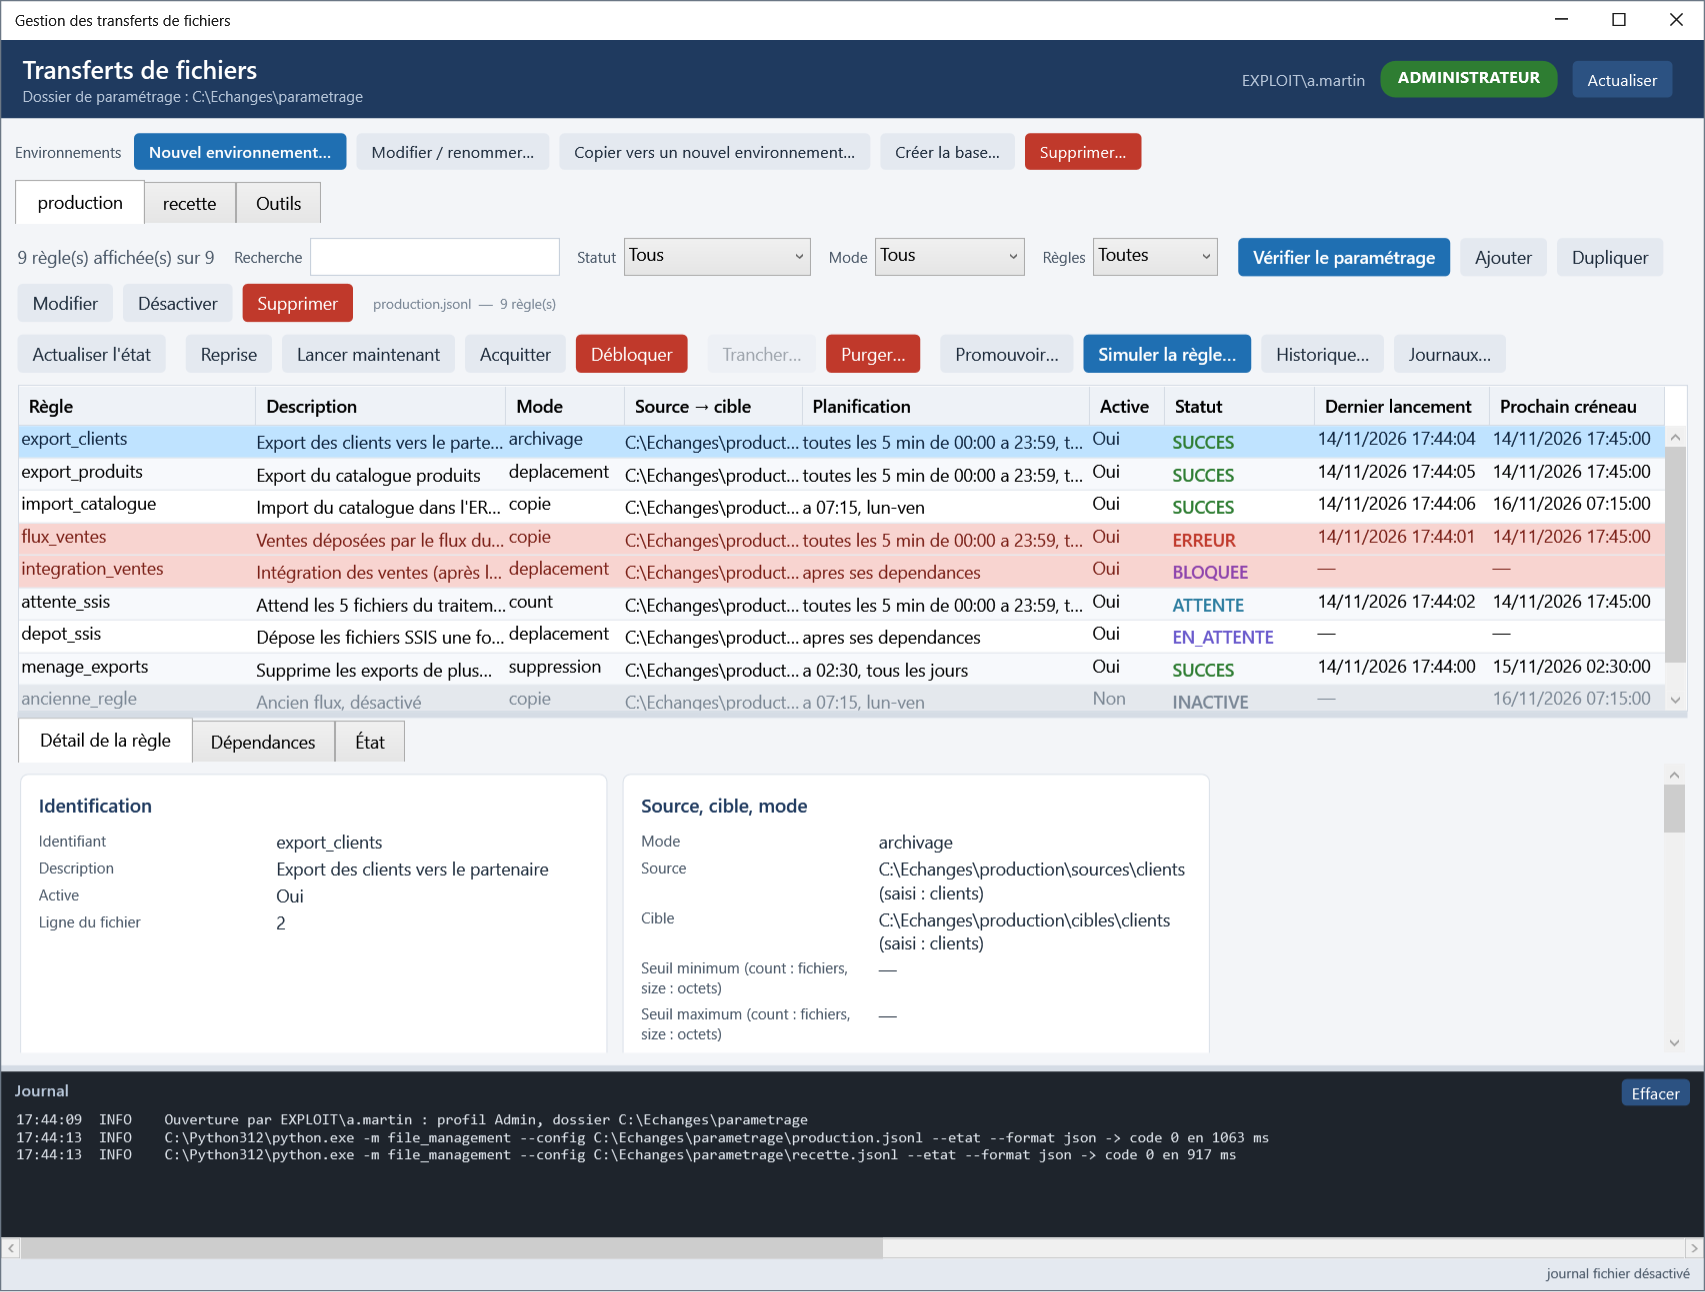 Gestion des transferts de fichiers
Transferts de fichiers
Dossier de paramétrage : C:\Echanges\parametrage
EXPLOIT\a.martin
ADMINISTRATEUR
Actualiser
Environnements Nouvel environnement... Modifier / renommer... Copier vers un nouvel environnement... Créer la base... Supprimer...
production recette Outils
9 règle(s) affichée(s) sur 9 Recherche Statut Tous Mode Tous Règles Toutes Vérifier le paramétrage Ajouter Dupliquer
Modifier Désactiver Supprimer production.jsonl — 9 règle(s)
Actualiser l'état Reprise Lancer maintenant Acquitter Débloquer Trancher... Purger... Promouvoir... Simuler la règle... Historique... Journaux...
Règle Description Mode Source → cible Planification Active Statut Dernier lancement Prochain créneau
export_clients Export des clients vers le parte... archivage C:\Echanges\product... toutes les 5 min de 00:00 a 23:59, t... Oui SUCCES 14/11/2026 17:44:04 14/11/2026 17:45:00
export_produits Export du catalogue produits deplacement C:\Echanges\product... toutes les 5 min de 00:00 a 23:59, t... Oui SUCCES 14/11/2026 17:44:05 14/11/2026 17:45:00
import_catalogue Import du catalogue dans l'ER... copie C:\Echanges\product... a 07:15, lun-ven Oui SUCCES 14/11/2026 17:44:06 16/11/2026 07:15:00
flux_ventes Ventes déposées par le flux du... copie C:\Echanges\product... toutes les 5 min de 00:00 a 23:59, t... Oui ERREUR 14/11/2026 17:44:01 14/11/2026 17:45:00
integration_ventes Intégration des ventes (après l... deplacement C:\Echanges\product... apres ses dependances Oui BLOQUEE — —
attente_ssis Attend les 5 fichiers du traitem... count C:\Echanges\product... toutes les 5 min de 00:00 a 23:59, t... Oui ATTENTE 14/11/2026 17:44:02 14/11/2026 17:45:00
depot_ssis Dépose les fichiers SSIS une fo... deplacement C:\Echanges\product... apres ses dependances Oui EN_ATTENTE — —
menage_exports Supprime les exports de plus... suppression C:\Echanges\product... a 02:30, tous les jours Oui SUCCES 14/11/2026 17:44:00 15/11/2026 02:30:00
ancienne_regle Ancien flux, désactivé copie C:\Echanges\product... a 07:15, lun-ven Non INACTIVE — 16/11/2026 07:15:00
Détail de la règle Dépendances État
Identification
Identifiant export_clients
Description Export des clients vers le partenaire
Active Oui
Ligne du fichier 2
Source, cible, mode
Mode archivage
Source C:\Echanges\production\sources\clients
(saisi : clients)
Cible C:\Echanges\production\cibles\clients
(saisi : clients)
Seuil minimum (count : fichiers, —
size : octets)
Seuil maximum (count : fichiers, —
size : octets)
Journal
Effacer
17:44:09 INFO Ouverture par EXPLOIT\a.martin : profil Admin, dossier C:\Echanges\parametrage
17:44:13 INFO C:\Python312\python.exe -m file_management --config C:\Echanges\parametrage\production.jsonl --etat --format json -> code 0 en 1063 ms
17:44:13 INFO C:\Python312\python.exe -m file_management --config C:\Echanges\parametrage\recette.jsonl --etat --format json -> code 0 en 917 ms
journal fichier désactivé